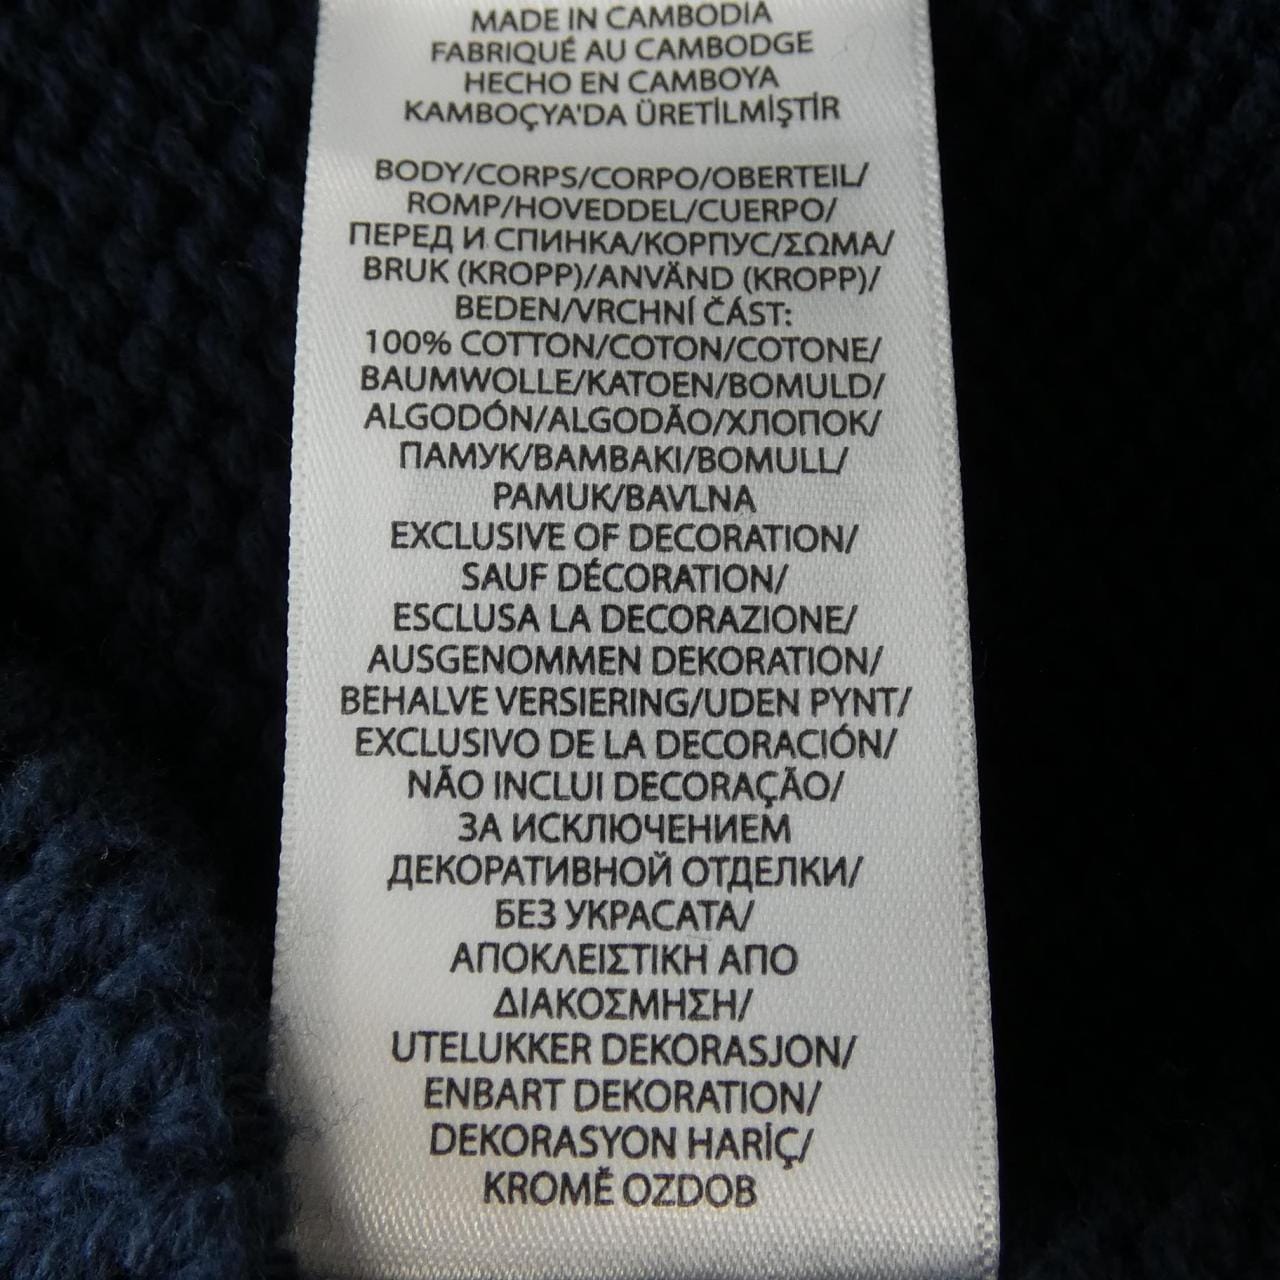 MADE IN CAMBODIA
FABRIQUÉ AU CAMBODGE
HECHO EN CAMBOYA
KAMBOÇYA'DA ÜRETİLMİŞTİR
BODY/CORPS/CORPO/OBERTEIL/
ROMP/HOVEDDEL/CUERPO/
ПЕРЕД И СПИНКА/КОРПУС/ΣΩΜΑ/
BRUK (KROPP)/ANVÄND (KROPP)/
BEDEN/VRCHNÍ ČÁST:
100% COTTON/COTON/COTONE/
BAUMWOLLE/KATOEN/BOMULD/
ALGODÓN/ALGODÃO/ХЛОПОК/
ПАМУК/ΒΑΜΒΑΚΙ/BOMULL/
PAMUK/BAVLNA
EXCLUSIVE OF DECORATION/
SAUF DÉCORATION/
ESCLUSA LA DECORAZIONE/
AUSGENOMMEN DEKORATION/
BEHALVE VERSIERING/UDEN PYNT/
EXCLUSIVO DE LA DECORACIÓN/
NÃO INCLUI DECORAÇÃO/
ЗА ИСКЛЮЧЕНИЕМ
ДЕКОРАТИВНОЙ ОТДЕЛКИ/
БЕЗ УКРАСАТА/
ΑΠΟΚΛΕΙΣΤΙΚΗ ΑΠΟ
ΔΙΑΚΟΣΜΗΣΗ/
UTELUKKER DEKORASJON/
ENBART DEKORATION/
DEKORASYON HARİÇ/
KROMĚ OZDOB